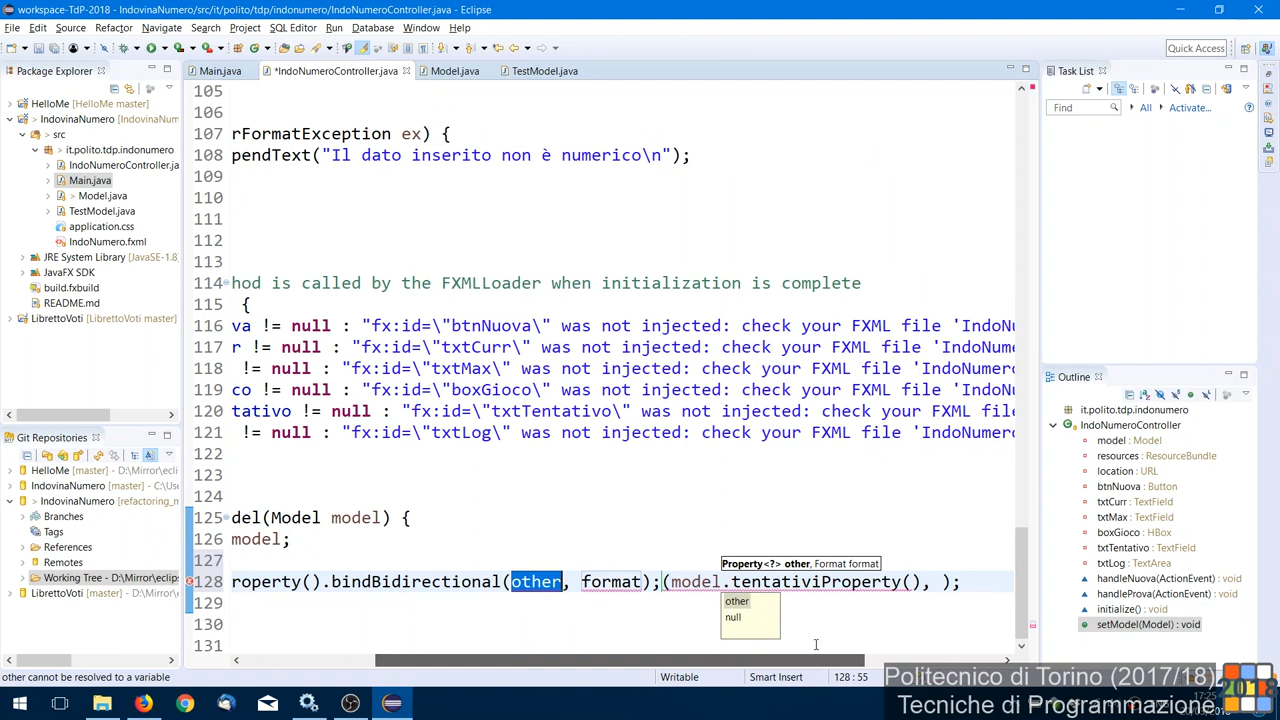 workspace-TdP-2018 - IndovinaNumero/src/it/polito/tdp/indonumero/IndoNumeroController.java - Eclipse
File Edit Source Refactor Navigate Search Project SQL Editor Run Database Window Help
Quick Access
Package Explorer
HelloMe [HelloMe master]
IndovinaNumero [IndovinaNumero
src
it.polito.tdp.indonumero
IndoNumeroController.ja
Main.java
> Model.java
TestModel.java
application.css
IndoNumero.fxml
JRE System Library [JavaSE-1.8]
JavaFX SDK
build.fxbuild
README.md
LibrettoVoti [LibrettoVoti master]
Git Repositories
HelloMe [master] - D:\Mirror\ecli
IndovinaNumero [master] - C:\Us
> IndovinaNumero [refactoring_m
Branches
Tags
References
Remotes
Working Tree - D:\Mirror\eclip
LibrettoVoti [master] - D:\Mirror\
Main.java *IndoNumeroController.java Model.java TestModel.java
105
106
107 rFormatException ex) {
108 pendText("Il dato inserito non è numerico\n");
109
110
111
112
113
114 hod is called by the FXMLLoader when initialization is complete
115 {
116 va != null : "fx:id=\"btnNuova\" was not injected: check your FXML file 'IndoNu
117 r != null : "fx:id=\"txtCurr\" was not injected: check your FXML file 'IndoNume
118 != null : "fx:id=\"txtMax\" was not injected: check your FXML file 'IndoNumero
119 co != null : "fx:id=\"boxGioco\" was not injected: check your FXML file 'IndoNu
120 tativo != null : "fx:id=\"txtTentativo\" was not injected: check your FXML file
121 != null : "fx:id=\"txtLog\" was not injected: check your FXML file 'IndoNumero
122
123
124
125 del(Model model) {
126 model;
127
Property<?> other, Format format
128 roperty().bindBidirectional(other, format);(model.tentativiProperty(), );
other
null
129
130
131
Task List
Find All Activate...
Outline
it.polito.tdp.indonumero
IndoNumeroController
model : Model
resources : ResourceBundle
location : URL
btnNuova : Button
txtCurr : TextField
txtMax : TextField
boxGioco : HBox
txtTentativo : TextField
txtLog : TextArea
handleNuova(ActionEvent) : void
handleProva(ActionEvent) : void
initialize() : void
setModel(Model) : void
other cannot be resolved to a variable
Writable Smart Insert 128 : 55
Politecnico di Torino (2017/18)
Tecniche di Programmazione
2018
17:25